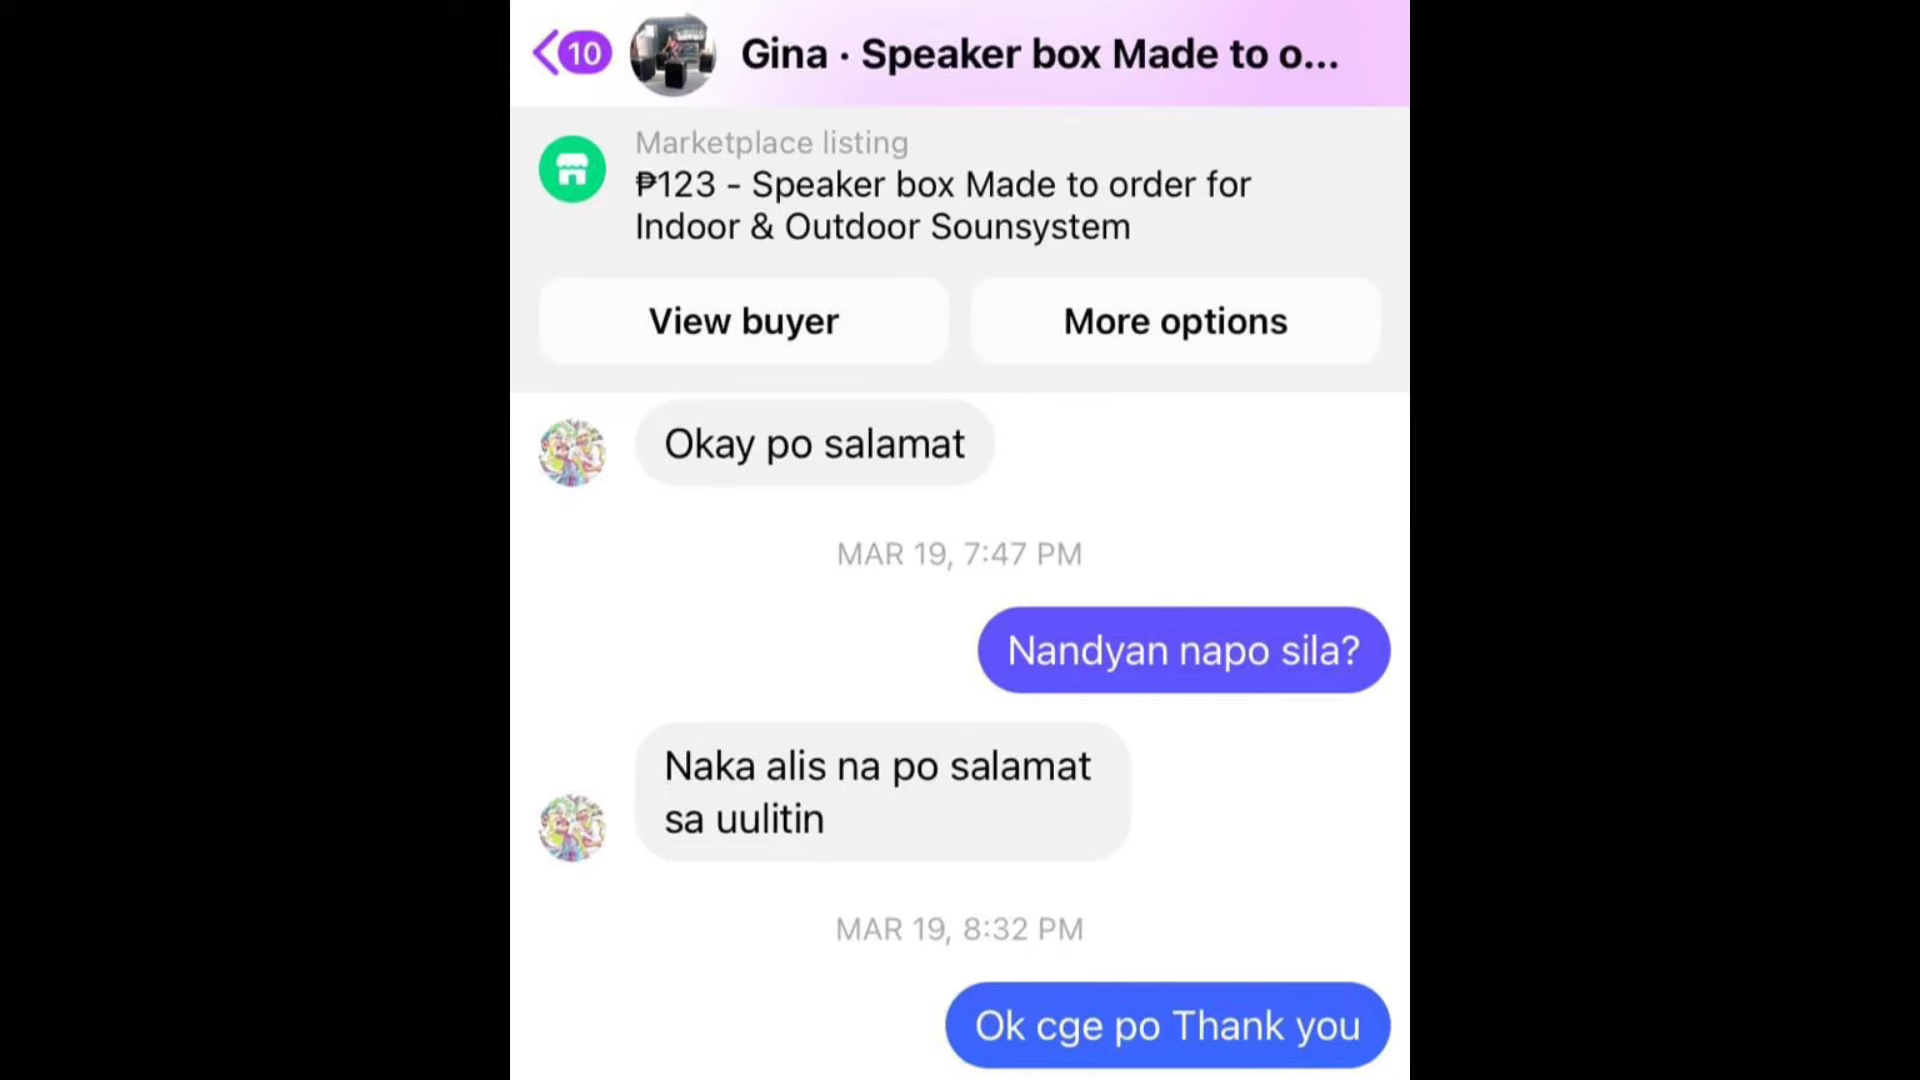 10
Gina · Speaker box Made to o...
Marketplace listing
₱123 - Speaker box Made to order for
Indoor & Outdoor Sounsystem
View buyer
More options
Okay po salamat
MAR 19, 7:47 PM
Nandyan napo sila?
Naka alis na po salamat
sa uulitin
MAR 19, 8:32 PM
Ok cge po Thank you